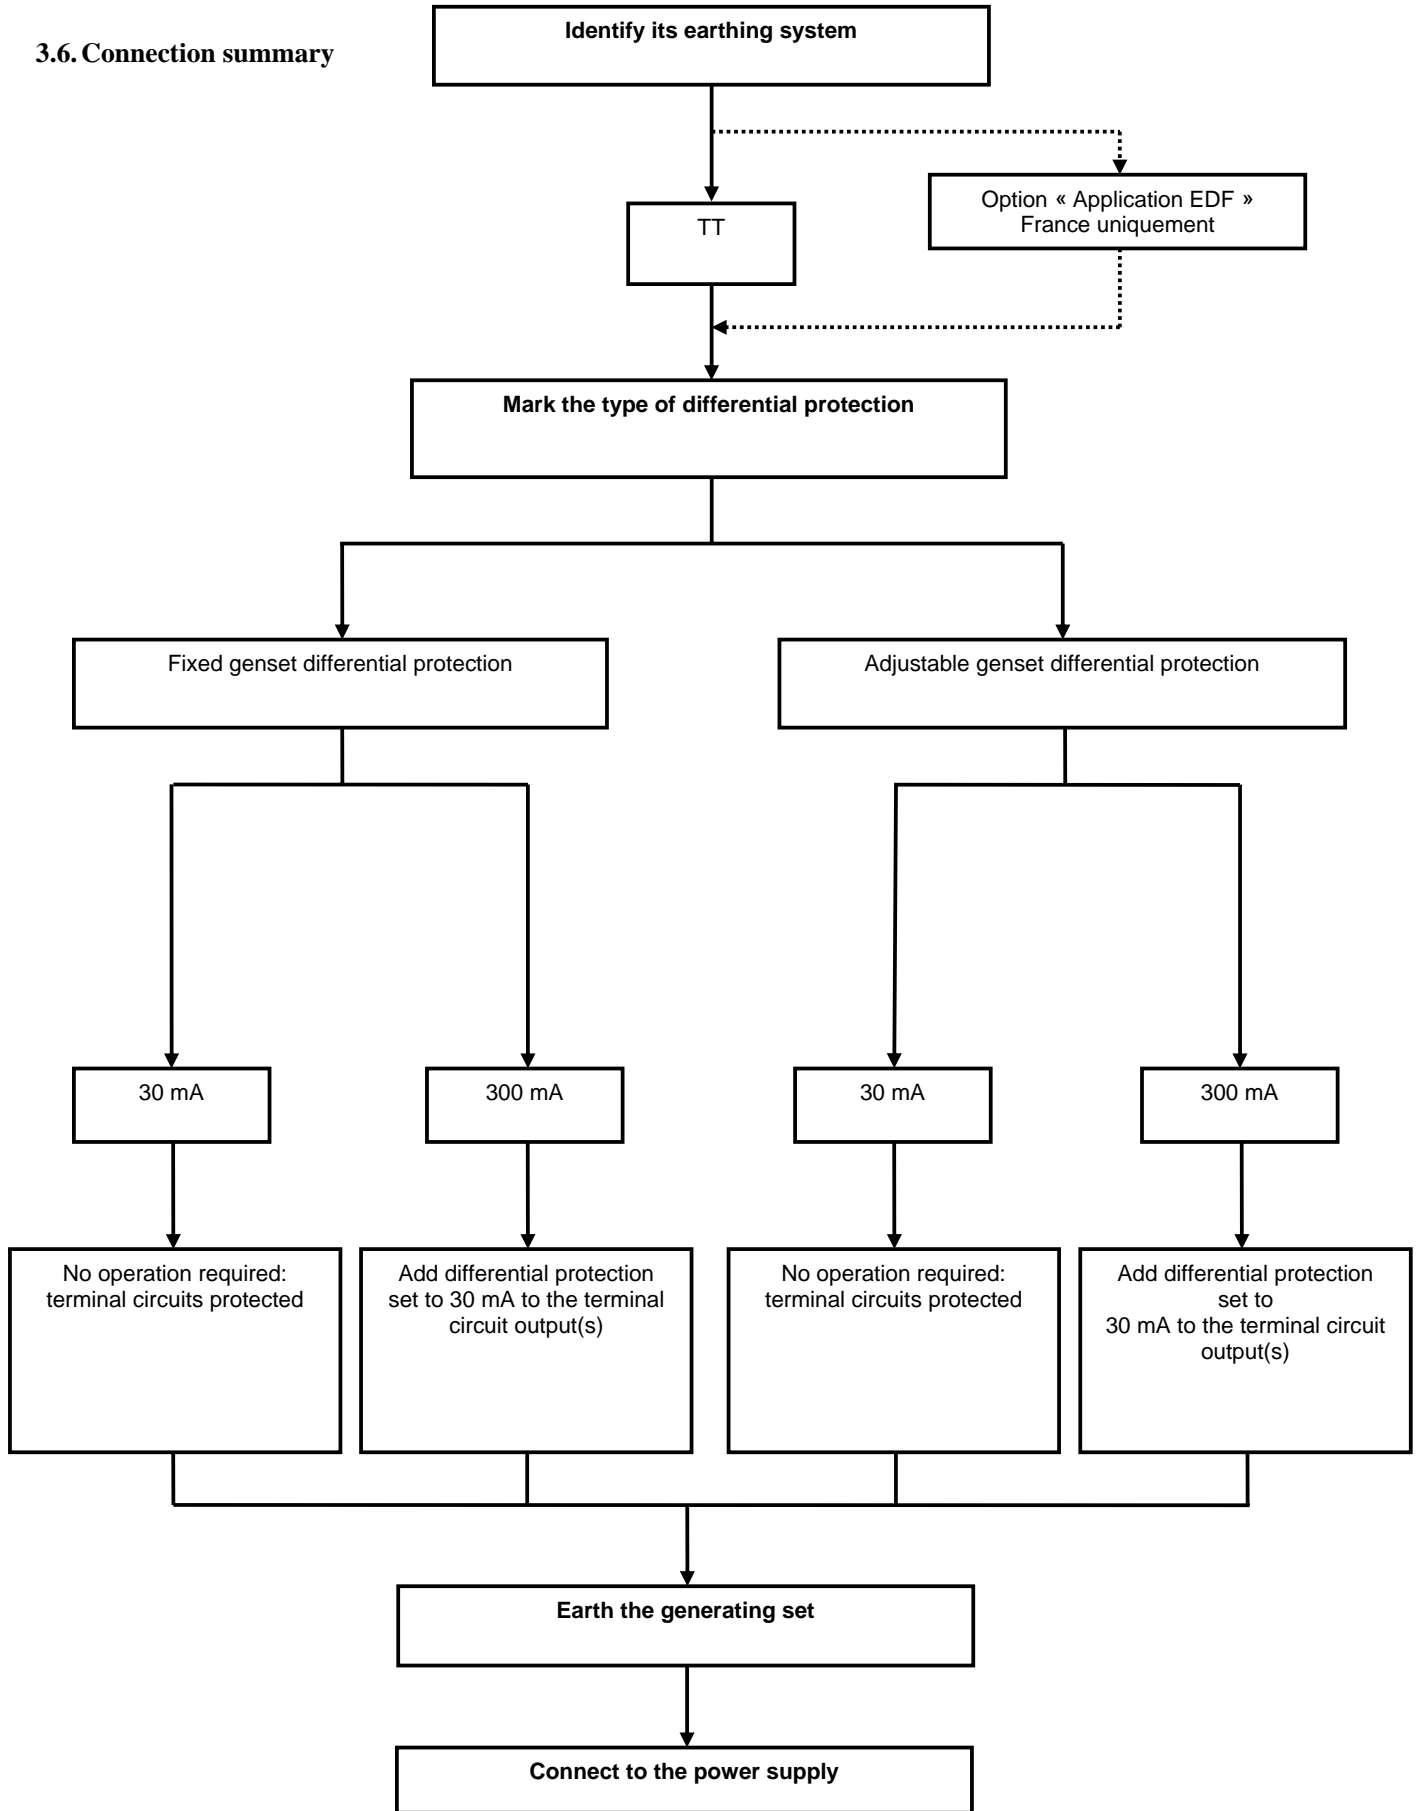 3.6. Connection summary
Identify its earthing system
Option « Application EDF »
France uniquement
TT
Mark the type of differential protection
Fixed genset differential protection
Adjustable genset differential protection
30 mA
300 mA
30 mA
300 mA
No operation required:
terminal circuits protected
Add differential protection
set to 30 mA to the terminal
circuit output(s)
No operation required:
terminal circuits protected
Add differential protection
set to
30 mA to the terminal circuit
output(s)
Earth the generating set
Connect to the power supply